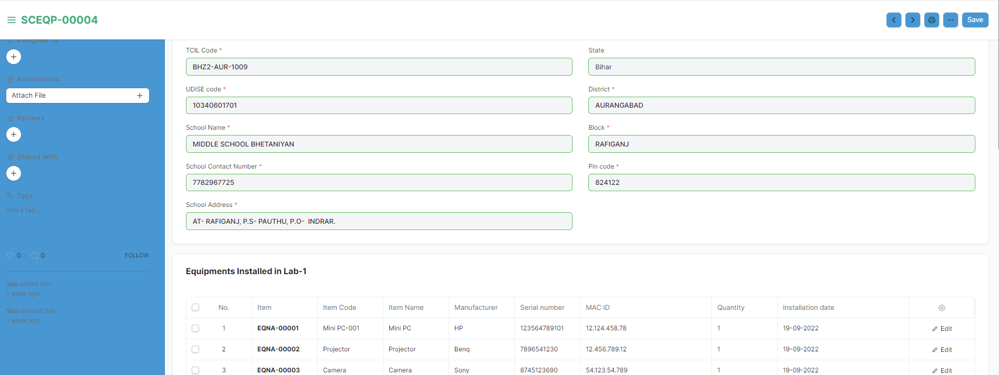 SCEQP-00004
Save
Assigned To
Attachments
Attach File
Reviews
Shared With
Tags
Add a tag ...
0 · 0 FOLLOW
You edited this
1 week ago
You created this
1 week ago
TCIL Code *
BHZ2-AUR-1009
State
Bihar
UDISE code *
10340601701
District *
AURANGABAD
School Name *
MIDDLE SCHOOL BHETANIYAN
Block *
RAFIGANJ
School Contact Number *
7782967725
Pin code *
824122
School Address *
AT- RAFIGANJ, P.S- PAUTHU, P.O- INDRAR.
Equipments Installed in Lab-1
No. Item Item Code Item Name Manufacturer Serial number MAC ID Quantity Installation date
1 EQNA-00001 Mini PC-001 Mini PC HP 123564789101 12.124.458.78 1 19-09-2022 Edit
2 EQNA-00002 Projector Projector Benq 7896541230 12.456.789.12 1 19-09-2022 Edit
3 EQNA-00003 Camera Camera Sony 8745123690 54.123.54.789 1 19-09-2022 Edit